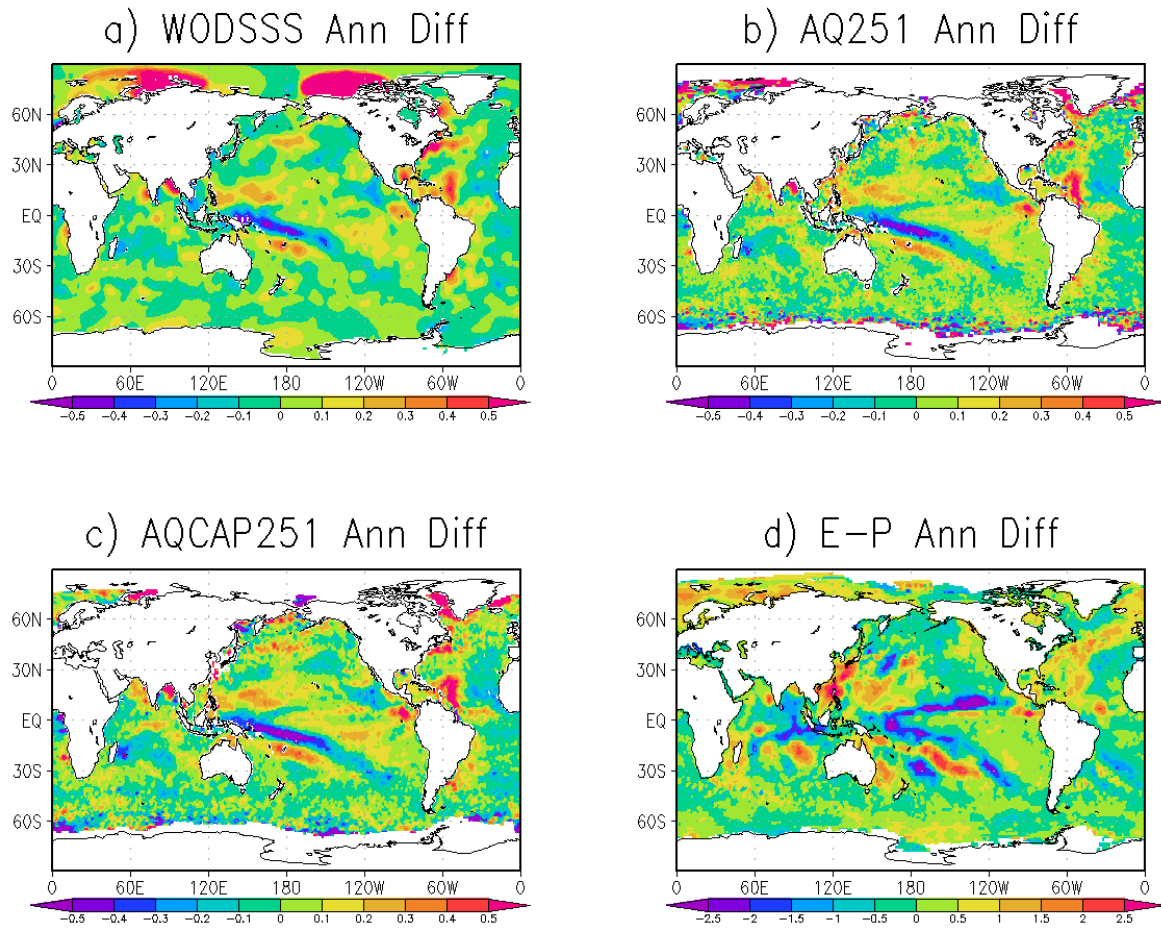 a) WODSSS Ann Diff
b) AQ251 Ann Diff
60N
30N
EQ
30S
60S
0 60E 120E 180 120W 60W 0
-0.5 -0.4 -0.3 -0.2 -0.1 0 0.1 0.2 0.3 0.4 0.5
60N
30N
EQ
30S
60S
0 60E 120E 180 120W 60W 0
-0.5 -0.4 -0.3 -0.2 -0.1 0 0.1 0.2 0.3 0.4 0.5
c) AQCAP251 Ann Diff
d) E-P Ann Diff
60N
30N
EQ
30S
60S
0 60E 120E 180 120W 60W 0
-0.5 -0.4 -0.3 -0.2 -0.1 0 0.1 0.2 0.3 0.4 0.5
60N
30N
EQ
30S
60S
0 60E 120E 180 120W 60W 0
-2.5 -2 -1.5 -1 -0.5 0 0.5 1 1.5 2 2.5